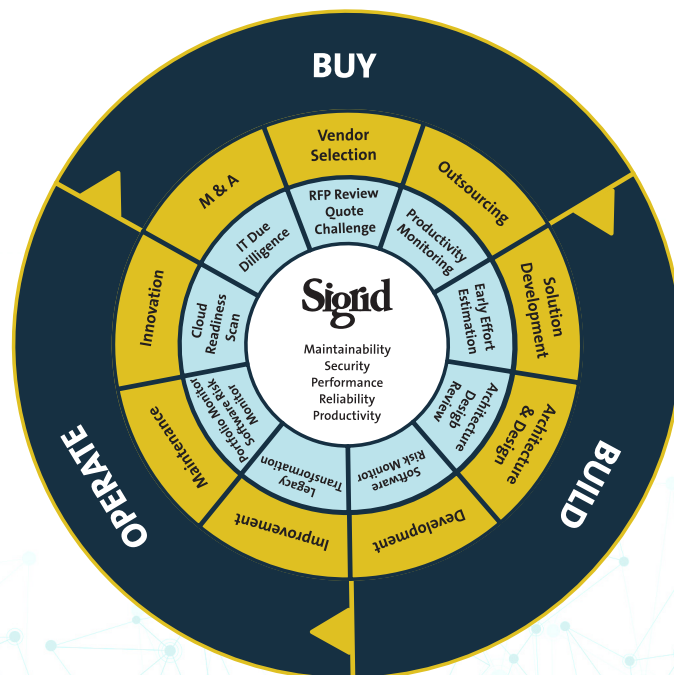 BUY
Vendor
Selection
Outsourcing
Solution
Development
Architecture
& Design
BUILD
Development
Improvement
Maintenance
OPERATE
Innovation
M & A
RFP Review
Quote
Challenge
Productivity
Monitoring
Early Effort
Estimation
Architecture
Desigb
Review
Software
Risk Monitor
Legacy
Transformation
Portfolio Monitor
Software Risk
Monitor
Cloud
Readiness
Scan
IT Due
Dilligence
Sigrid
Maintainability
Security
Performance
Reliability
Productivity